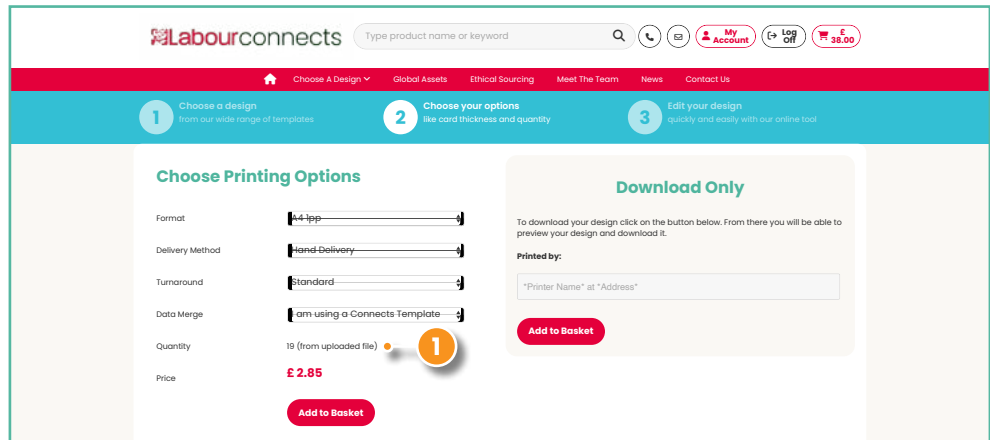 Labourconnects
Type product name or keyword
My Account
Log Off
£ 38.00
Choose A Design
Global Assets
Ethical Sourcing
Meet The Team
News
Contact Us
1
Choose a design
from our wide range of templates
2
Choose your options
like card thickness and quantity
3
Edit your design
quickly and easily with our online tool
Choose Printing Options
Format
A4 1pp
Delivery Method
Hand Delivery
Turnaround
Standard
Data Merge
I am using a Connects Template
Quantity
19 (from uploaded file)
1
Price
£ 2.85
Add to Basket
Download Only
To download your design click on the button below. From there you will be able to
preview your design and download it.
Printed by:
*Printer Name* at *Address*
Add to Basket